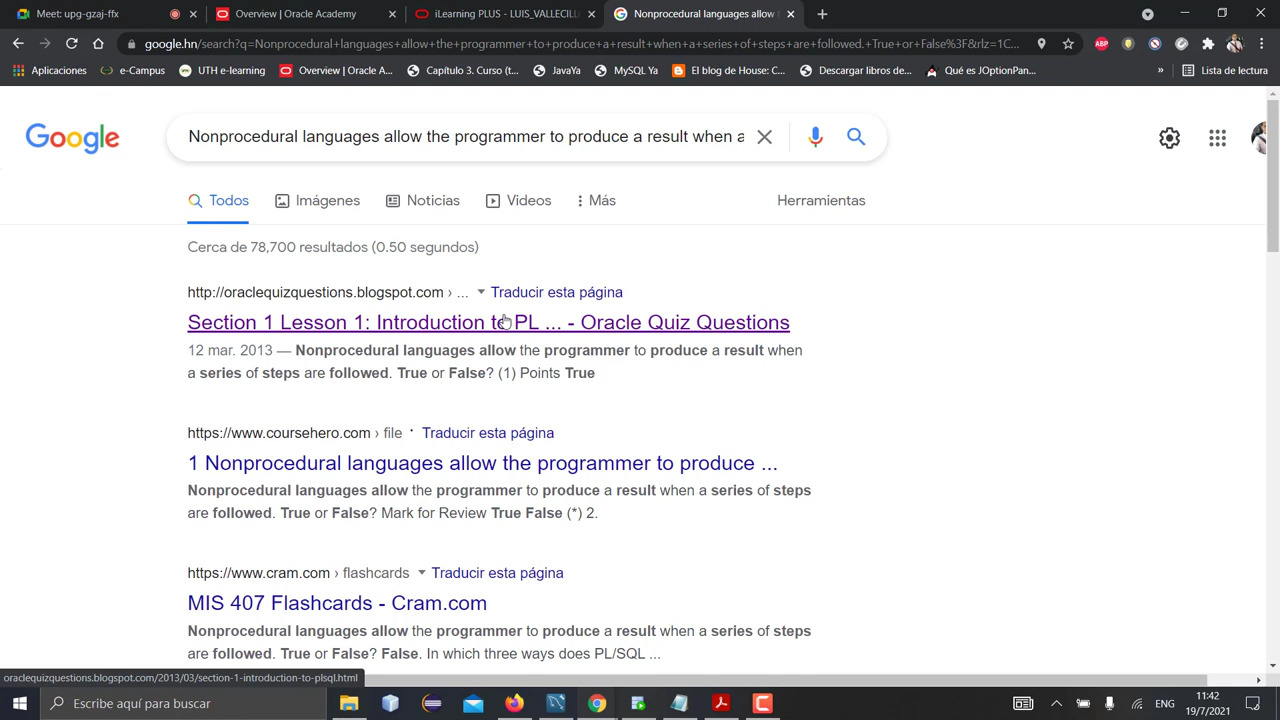 Meet: upg-gzaj-ffx
Overview | Oracle Academy
iLearning PLUS - LUIS_VALLECILL
Nonprocedural languages allow
google.hn/search?q=Nonprocedural+languages+allow+the+programmer+to+produce+a+result+when+a+series+of+steps+are+followed.+True+or+False%3F&rlz=1C...
ABP
Aplicaciones
e-Campus
UTH e-learning
Overview | Oracle A...
Capítulo 3. Curso (t...
JavaYa
MySQL Ya
El blog de House: C...
Descargar libros de...
Qué es JOptionPan...
»
Lista de lectura
Google
Nonprocedural languages allow the programmer to produce a result when a
Todos
Imágenes
Noticias
Videos
Más
Herramientas
Cerca de 78,700 resultados (0.50 segundos)
http://oraclequizquestions.blogspot.com › ... Traducir esta página
Section 1 Lesson 1: Introduction to PL ... - Oracle Quiz Questions
12 mar. 2013 — Nonprocedural languages allow the programmer to produce a result when
a series of steps are followed. True or False? (1) Points True
https://www.coursehero.com › file · Traducir esta página
1 Nonprocedural languages allow the programmer to produce ...
Nonprocedural languages allow the programmer to produce a result when a series of steps
are followed. True or False? Mark for Review True False (*) 2.
https://www.cram.com › flashcards Traducir esta página
MIS 407 Flashcards - Cram.com
Nonprocedural languages allow the programmer to produce a result when a series of steps
are followed. True or False? False. In which three ways does PL/SQL ...
oraclequizquestions.blogspot.com/2013/03/section-1-introduction-to-plsql.html
Escribe aquí para buscar
ENG
11:42
19/7/2021